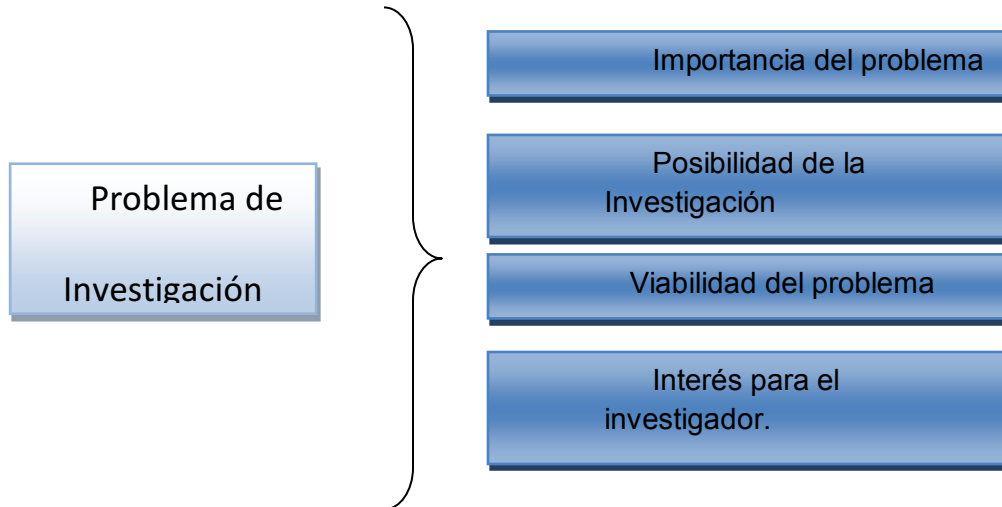 Problema de
Investigación
Importancia del problema
Posibilidad de la
Investigación
Viabilidad del problema
Interés para el
investigador.